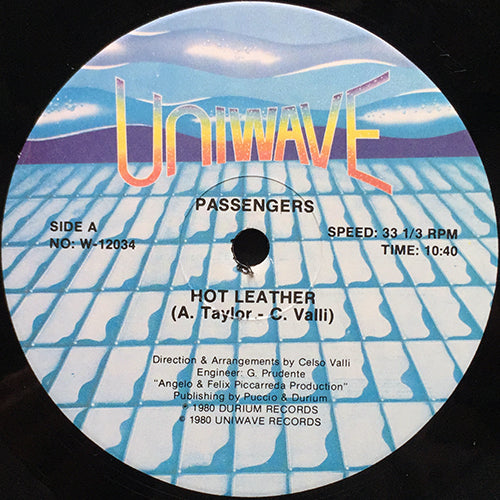 UNIWAVE
PASSENGERS
SIDE A
NO: W-12034
SPEED: 33 1/3 RPM
TIME: 10:40
HOT LEATHER
(A. Taylor - C. Valli)
Direction & Arrangements by Celso Valli
Engineer: G. Prudente
"Angelo & Felix Piccarreda Production"
Publishing by Puccio & Durium
℗ 1980 DURIUM RECORDS
© 1980 UNIWAVE RECORDS